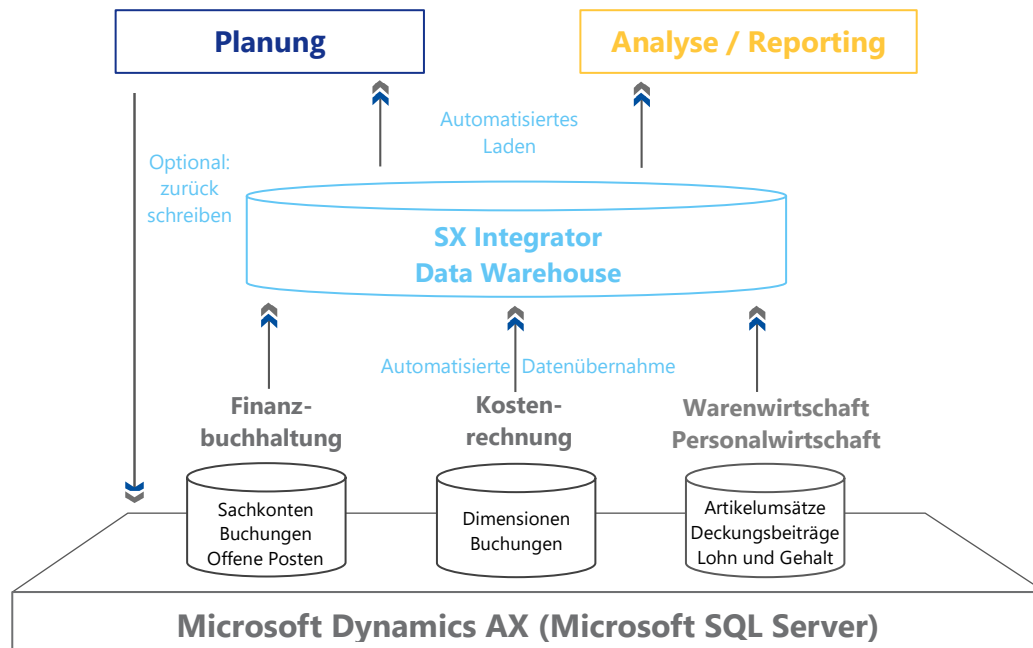 Planung
Analyse / Reporting
Automatisiertes
Laden
Optional:
zurück
schreiben
SX Integrator
Data Warehouse
Automatisierte Datenübernahme
Finanz-
buchhaltung
Kosten-
rechnung
Warenwirtschaft
Personalwirtschaft
Sachkonten
Buchungen
Offene Posten
Dimensionen
Buchungen
Artikelumsätze
Deckungsbeiträge
Lohn und Gehalt
Microsoft Dynamics AX (Microsoft SQL Server)